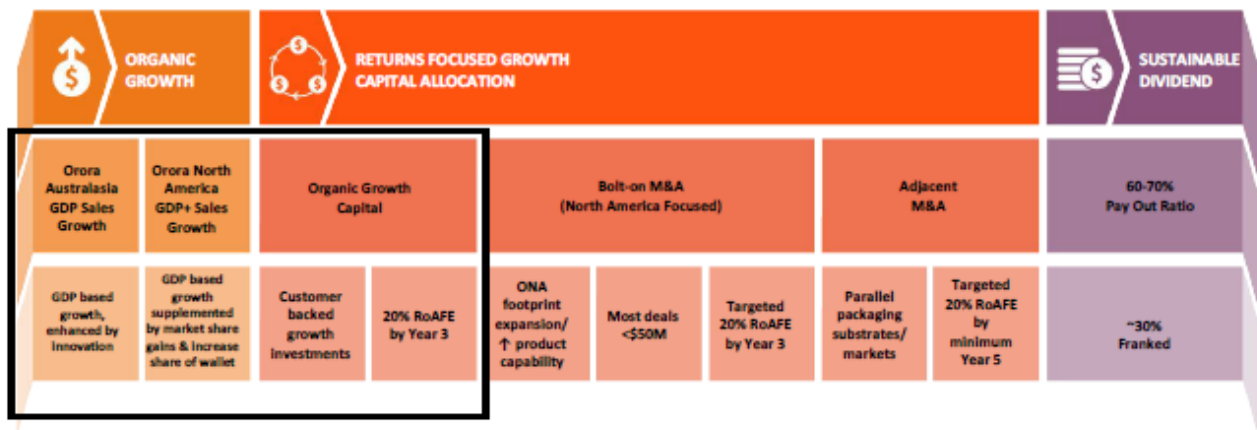 ORGANIC
GROWTH
RETURNS FOCUSED GROWTH
CAPITAL ALLOCATION
SUSTAINABLE
DIVIDEND
Orora
Australasia
GDP Sales
Growth
Orora North
America
GDP+ Sales
Growth
Organic Growth
Capital
Bolt-on M&A
(North America Focused)
Adjacent
M&A
60-70%
Pay Out Ratio
GDP based
growth,
enhanced by
Innovation
GDP based
growth
supplemented
by market share
gains & increase
share of wallet
Customer
backed
growth
Investments
20% RoAFE
by Year 3
ONA
footprint
expansion/
↑ product
capability
Most deals
<$50M
Targeted
20% RoAFE
by Year 3
Parallel
packaging
substrates/
markets
Targeted
20% RoAFE
by
minimum
Year 5
~30%
Franked